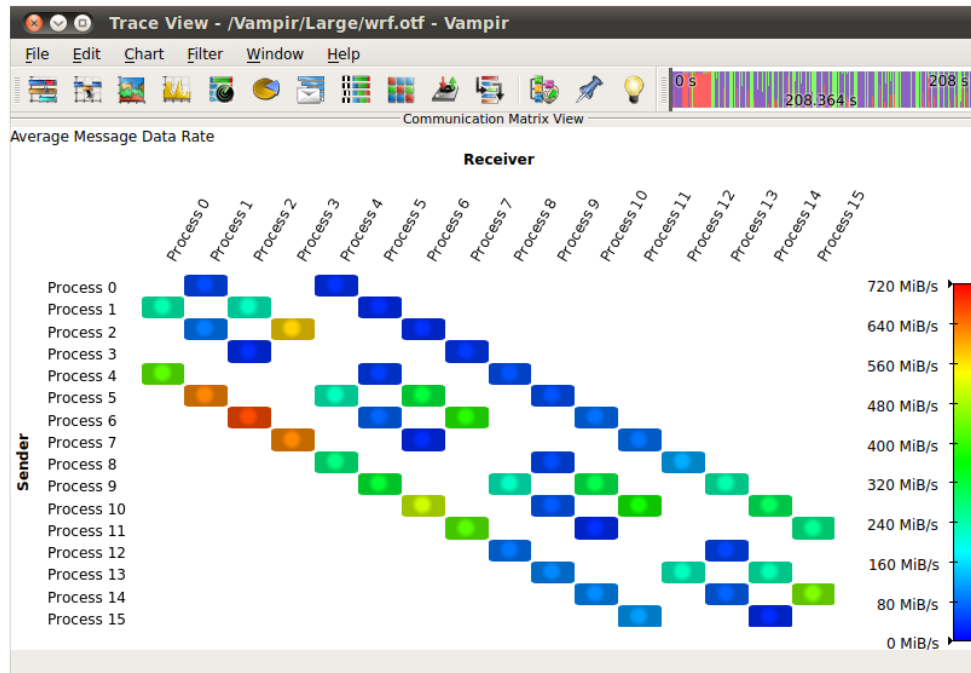 Trace View - /Vampir/Large/wrf.otf - Vampir
File Edit Chart Filter Window Help
0 s 208 s
208.364 s
Communication Matrix View
Average Message Data Rate
Receiver
Process 0 Process 1 Process 2 Process 3 Process 4 Process 5 Process 6 Process 7 Process 8 Process 9 Process 10 Process 11 Process 12 Process 13 Process 14 Process 15
Sender
Process 0
Process 1
Process 2
Process 3
Process 4
Process 5
Process 6
Process 7
Process 8
Process 9
Process 10
Process 11
Process 12
Process 13
Process 14
Process 15
720 MiB/s
640 MiB/s
560 MiB/s
480 MiB/s
400 MiB/s
320 MiB/s
240 MiB/s
160 MiB/s
80 MiB/s
0 MiB/s